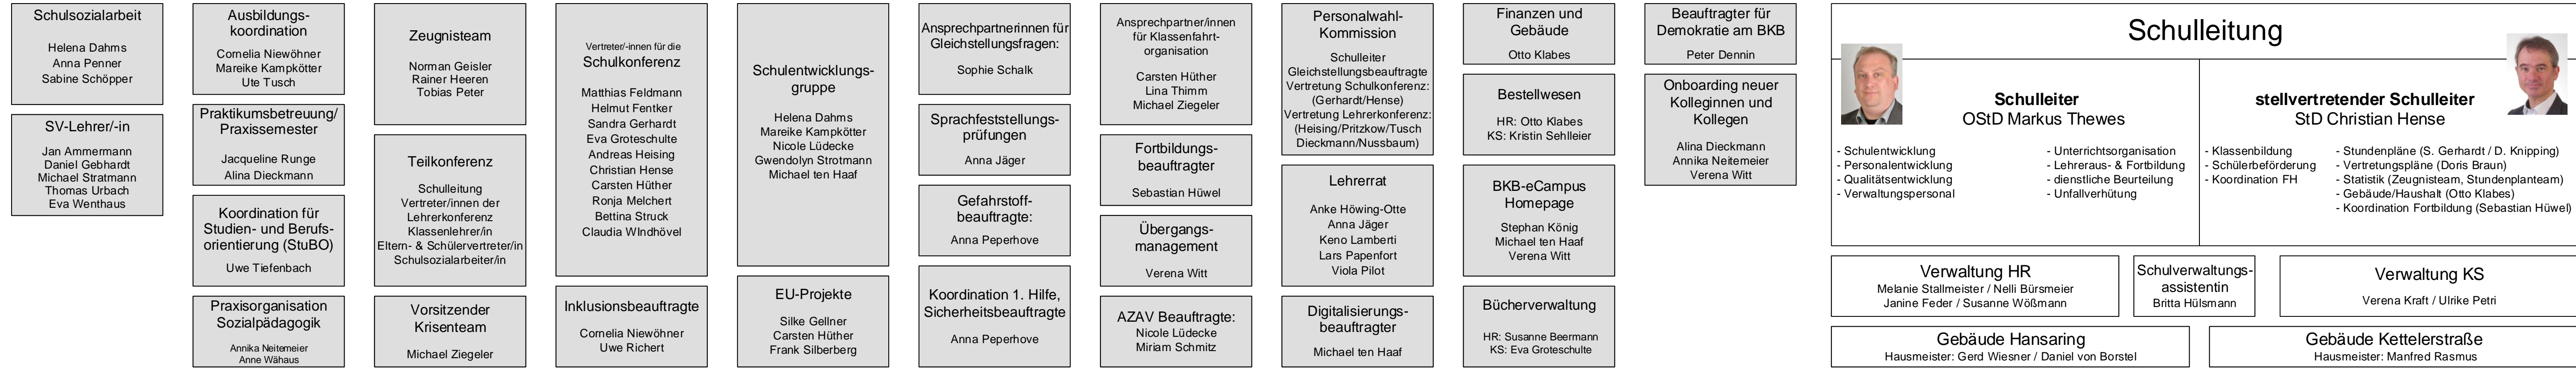 Schulsozialarbeit
Helena Dahms
Anna Penner
Sabine Schöpper
SV-Lehrer/-in
Jan Ammermann
Daniel Gebhardt
Michael Stratmann
Thomas Urbach
Eva Wenthaus
Ausbildungs-
koordination
Cornelia Niewöhner
Mareike Kampkötter
Ute Tusch
Praktikumsbetreuung/
Praxissemester
Jacqueline Runge
Alina Dieckmann
Koordination für
Studien- und Berufs-
orientierung (StuBO)
Uwe Tiefenbach
Praxisorganisation
Sozialpädagogik
Annika Neitemeier
Anne Wähaus
Zeugnisteam
Norman Geisler
Rainer Heeren
Tobias Peter
Teilkonferenz
Schulleitung
Vertreter/innen der
Lehrerkonferenz
Klassenlehrer/in
Eltern- & Schülervertreter/in
Schulsozialarbeiter/in
Vorsitzender
Krisenteam
Michael Ziegeler
Vertreter/-innen für die
Schulkonferenz
Matthias Feldmann
Helmut Fentker
Sandra Gerhardt
Eva Groteschulte
Andreas Heising
Christian Hense
Carsten Hüther
Ronja Melchert
Bettina Struck
Claudia WIndhövel
Inklusionsbeauftragte
Cornelia Niewöhner
Uwe Richert
Schulentwicklungs-
gruppe
Helena Dahms
Mareike Kampkötter
Nicole Lüdecke
Gwendolyn Strotmann
Michael ten Haaf
EU-Projekte
Silke Gellner
Carsten Hüther
Frank Silberberg
Ansprechpartnerinnen für
Gleichstellungsfragen:
Sophie Schalk
Sprachfeststellungs-
prüfungen
Anna Jäger
Gefahrstoff-
beauftragte:
Anna Peperhove
Koordination 1. Hilfe,
Sicherheitsbeauftragte
Anna Peperhove
Ansprechpartner/innen
für Klassenfahrt-
organisation
Carsten Hüther
Lina Thimm
Michael Ziegeler
Fortbildungs-
beauftragter
Sebastian Hüwel
Übergangs-
management
Verena Witt
AZAV Beauftragte:
Nicole Lüdecke
Miriam Schmitz
Personalwahl-
Kommission
Schulleiter
Gleichstellungsbeauftragte
Vertretung Schulkonferenz:
(Gerhardt/Hense)
Vertretung Lehrerkonferenz:
(Heising/Pritzkow/Tusch
Dieckmann/Nussbaum)
Lehrerrat
Anke Höwing-Otte
Anna Jäger
Keno Lamberti
Lars Papenfort
Viola Pilot
Digitalisierungs-
beauftragter
Michael ten Haaf
Finanzen und
Gebäude
Otto Klabes
Bestellwesen
HR: Otto Klabes
KS: Kristin Sehlleier
BKB-eCampus
Homepage
Stephan König
Michael ten Haaf
Verena Witt
Bücherverwaltung
HR: Susanne Beermann
KS: Eva Groteschulte
Beauftragter für
Demokratie am BKB
Peter Dennin
Onboarding neuer
Kolleginnen und
Kollegen
Alina Dieckmann
Annika Neitemeier
Verena Witt
Schulleitung
Schulleiter
OStD Markus Thewes
- Schulentwicklung
- Personalentwicklung
- Qualitätsentwicklung
- Verwaltungspersonal
- Unterrichtsorganisation
- Lehreraus- & Fortbildung
- dienstliche Beurteilung
- Unfallverhütung
stellvertretender Schulleiter
StD Christian Hense
- Klassenbildung
- Schülerbeförderung
- Koordination FH
- Stundenpläne (S. Gerhardt / D. Knipping)
- Vertretungspläne (Doris Braun)
- Statistik (Zeugnisteam, Stundenplanteam)
- Gebäude/Haushalt (Otto Klabes)
- Koordination Fortbildung (Sebastian Hüwel)
Verwaltung HR
Melanie Stallmeister / Nelli Bürsmeier
Janine Feder / Susanne Wößmann
Schulverwaltungs-
assistentin
Britta Hülsmann
Verwaltung KS
Verena Kraft / Ulrike Petri
Gebäude Hansaring
Hausmeister: Gerd Wiesner / Daniel von Borstel
Gebäude Kettelerstraße
Hausmeister: Manfred Rasmus